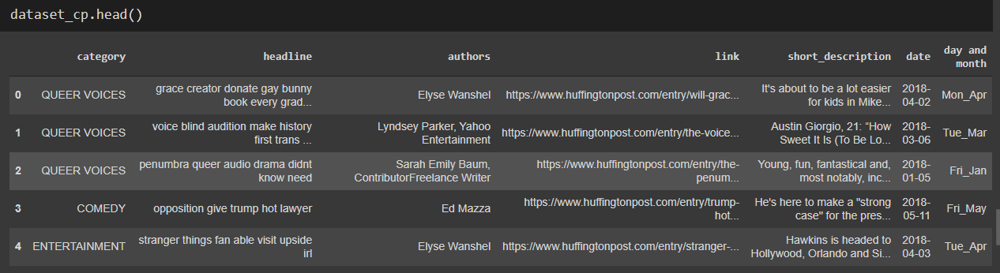 dataset_cp.head()
category headline authors link short_description date day and
month
0 QUEER VOICES grace creator donate gay bunny
book every grad... Elyse Wanshel https://www.huffingtonpost.com/entry/will-grac... It's about to be a lot easier
for kids in Mike... 2018-
04-02 Mon_Apr
1 QUEER VOICES voice blind audition make history
first trans ... Lyndsey Parker, Yahoo
Entertainment https://www.huffingtonpost.com/entry/the-voice... Austin Giorgio, 21: “How
Sweet It Is (To Be Lo... 2018-
03-06 Tue_Mar
2 QUEER VOICES penumbra queer audio drama didnt
know need Sarah Emily Baum,
ContributorFreelance Writer https://www.huffingtonpost.com/entry/the-
penum... Young, fun, fantastical and,
most notably, inc... 2018-
01-05 Fri_Jan
3 COMEDY opposition give trump hot lawyer Ed Mazza https://www.huffingtonpost.com/entry/trump-
hot... He's here to make a "strong
case" for the pres... 2018-
05-11 Fri_May
4 ENTERTAINMENT stranger things fan able visit upside
irl Elyse Wanshel https://www.huffingtonpost.com/entry/stranger-... Hawkins is headed to
Hollywood, Orlando and Si... 2018-
04-03 Tue_Apr